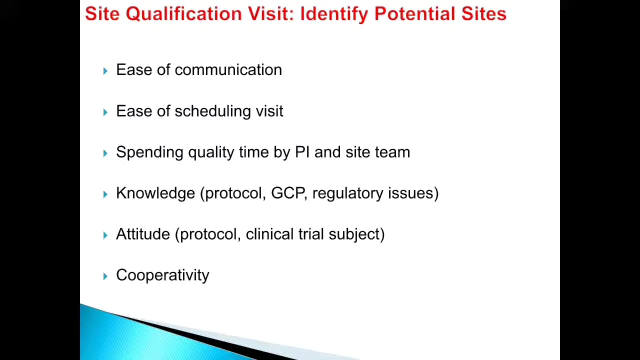 Site Qualification Visit: Identify Potential Sites
Ease of communication
Ease of scheduling visit
Spending quality time by PI and site team
Knowledge (protocol, GCP, regulatory issues)
Attitude (protocol, clinical trial subject)
Cooperativity